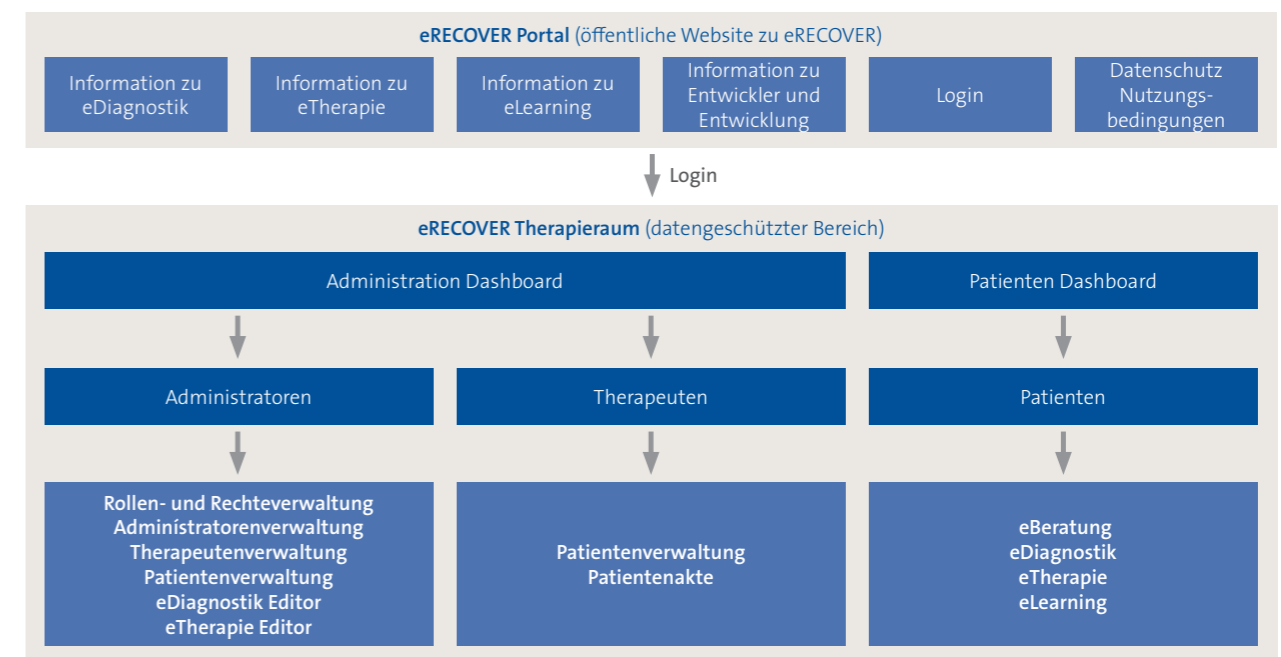 eRECOVER Portal (öffentliche Website zu eRECOVER)
Information zu
eDiagnostik
Information zu
eTherapie
Information zu
eLearning
Information zu
Entwickler und
Entwicklung
Login
Datenschutz
Nutzungs-
bedingungen
Login
eRECOVER Therapieraum (datengeschützter Bereich)
Administration Dashboard
Patienten Dashboard
Administratoren
Therapeuten
Patienten
Rollen- und Rechteverwaltung
Admínistratorenverwaltung
Therapeutenverwaltung
Patientenverwaltung
eDiagnostik Editor
eTherapie Editor
Patientenverwaltung
Patientenakte
eBeratung
eDiagnostik
eTherapie
eLearning